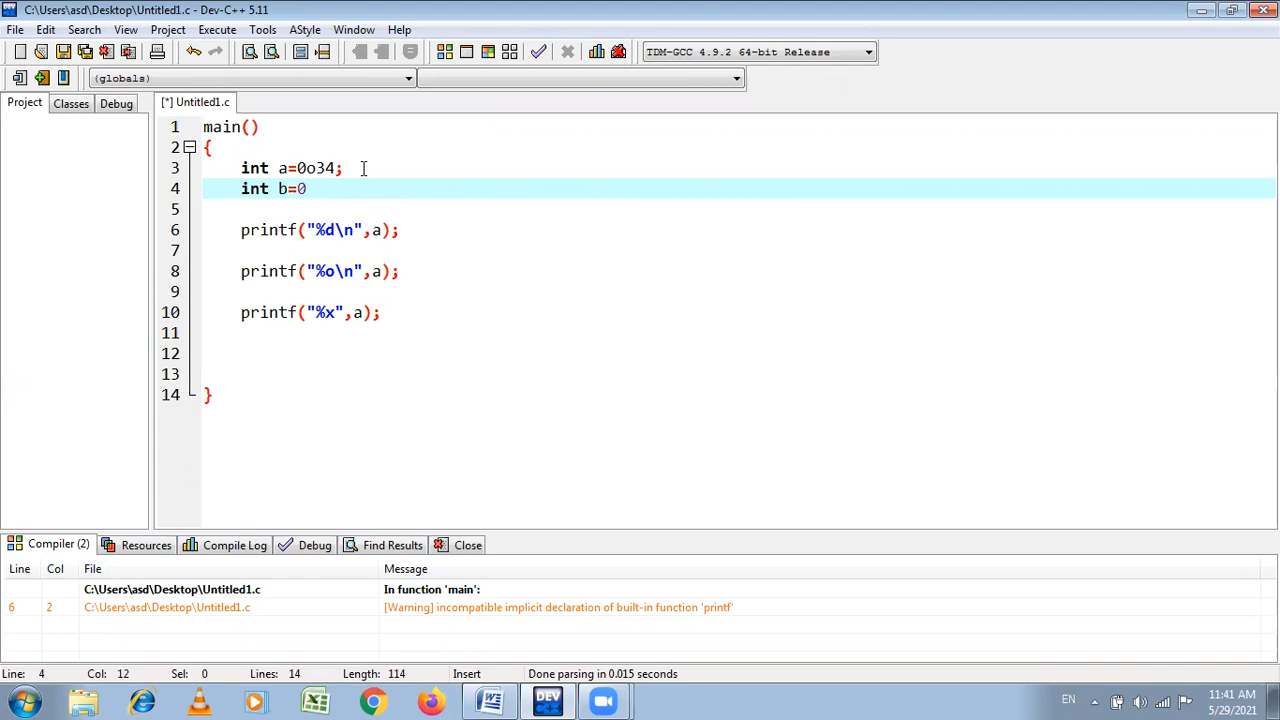 C:\Users\asd\Desktop\Untitled1.c - Dev-C++ 5.11
File Edit Search View Project Execute Tools AStyle Window Help
TDM-GCC 4.9.2 64-bit Release
(globals)
Project Classes Debug [*] Untitled1.c
1 main()
2 {
3 int a=0o34;
4 int b=0
5
6 printf("%d\n",a);
7
8 printf("%o\n",a);
9
10 printf("%x",a);
11
12
13
14 }
Compiler (2) Resources Compile Log Debug Find Results Close
Line Col File Message
C:\Users\asd\Desktop\Untitled1.c In function 'main':
6 2 C:\Users\asd\Desktop\Untitled1.c [Warning] incompatible implicit declaration of built-in function 'printf'
Line: 4 Col: 12 Sel: 0 Lines: 14 Length: 114 Insert Done parsing in 0.015 seconds
W DEV C++ EN 11:41 AM
5/29/2021